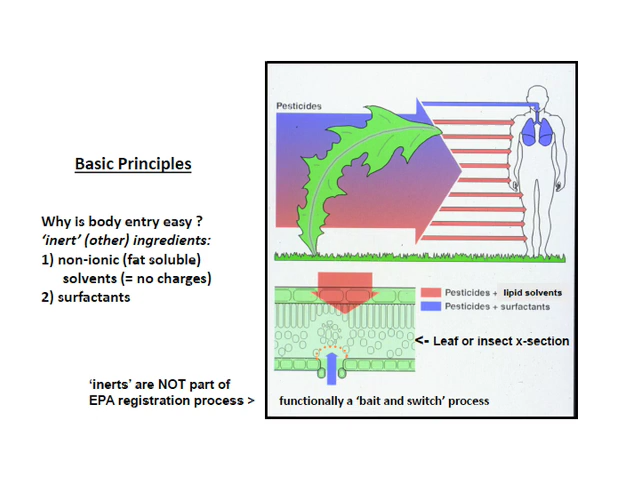 Basic Principles
Why is body entry easy ?
'inert' (other) ingredients:
1) non-ionic (fat soluble)
solvents (= no charges)
2) surfactants
'inerts' are NOT part of
EPA registration process >
Pesticides
Pesticides + lipid solvents
Pesticides + surfactants
<- Leaf or insect x-section
functionally a 'bait and switch' process